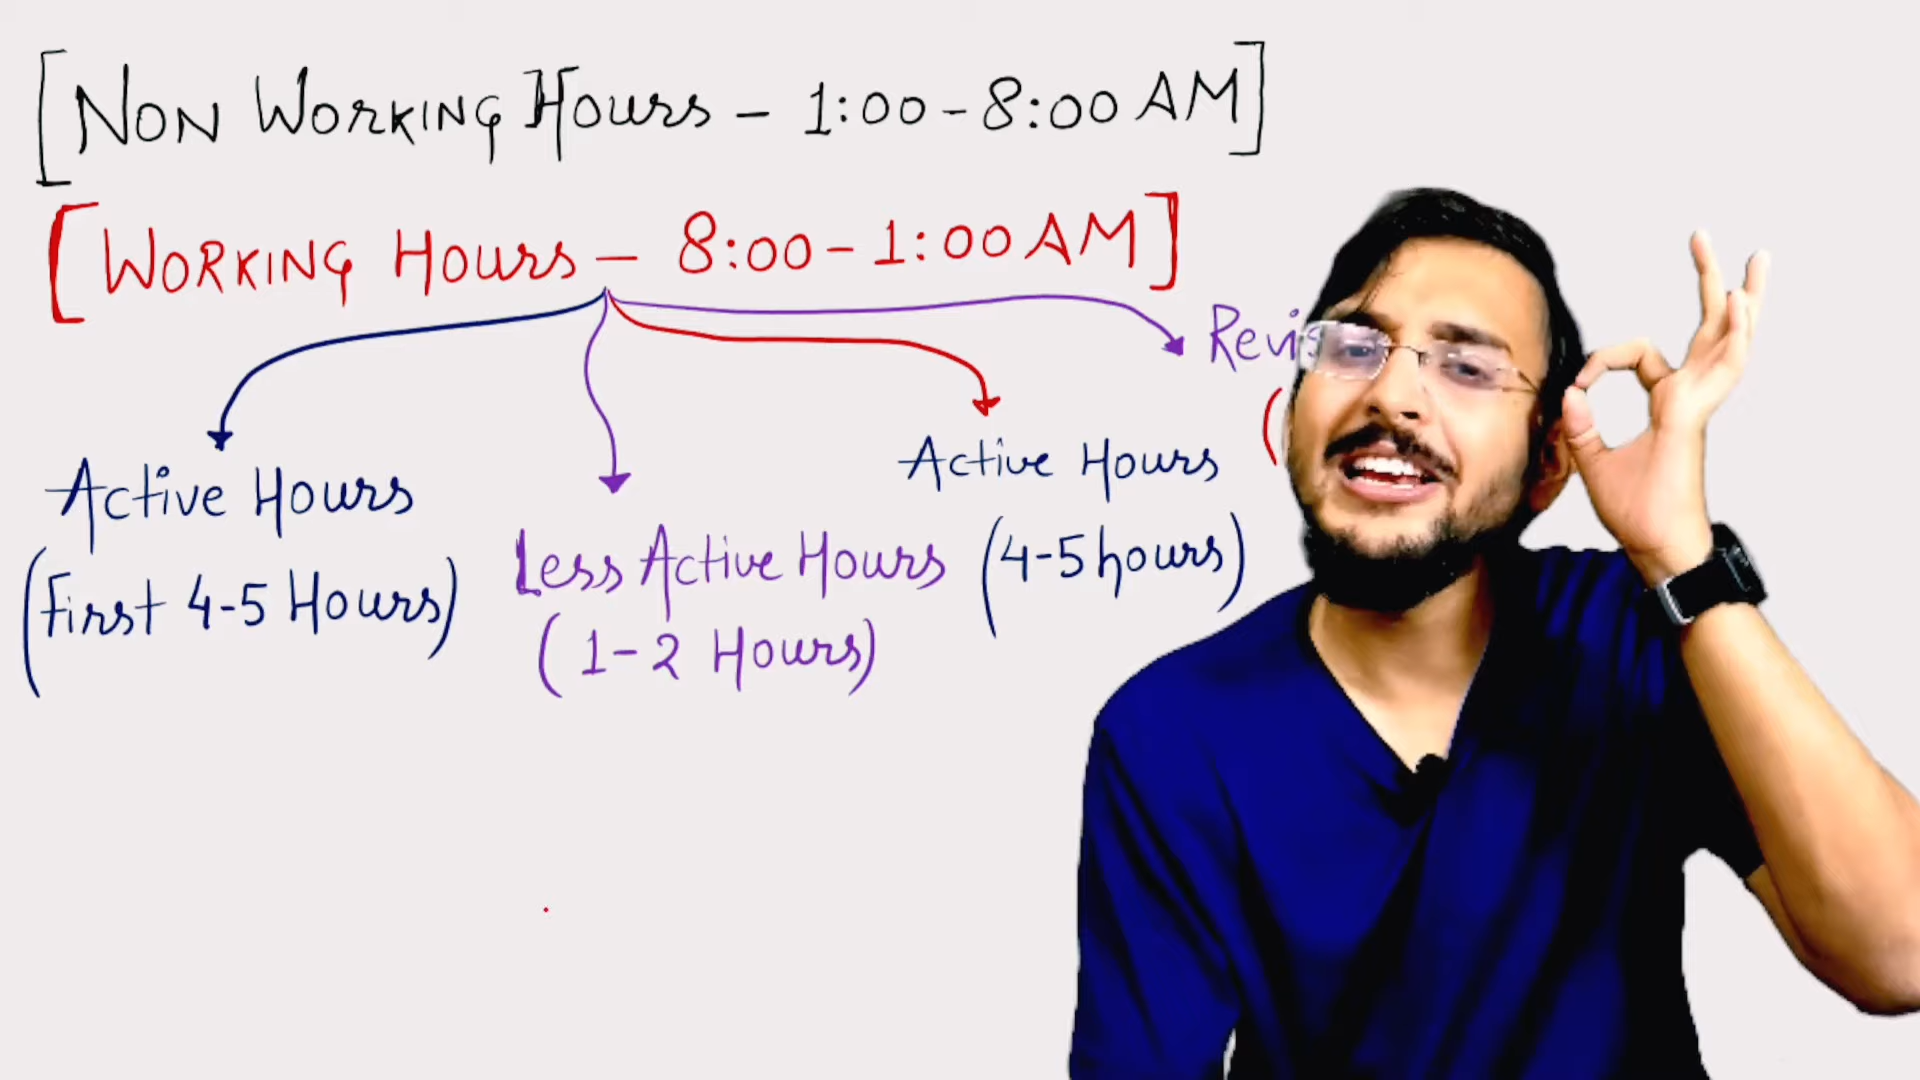 [NON WORKING HOURS - 1:00 - 8:00 AM]
[WORKING HOURS - 8:00 - 1:00 AM]
Active Hours
(First 4-5 Hours)
Less Active Hours
(1-2 Hours)
Active Hours
(4-5 hours)